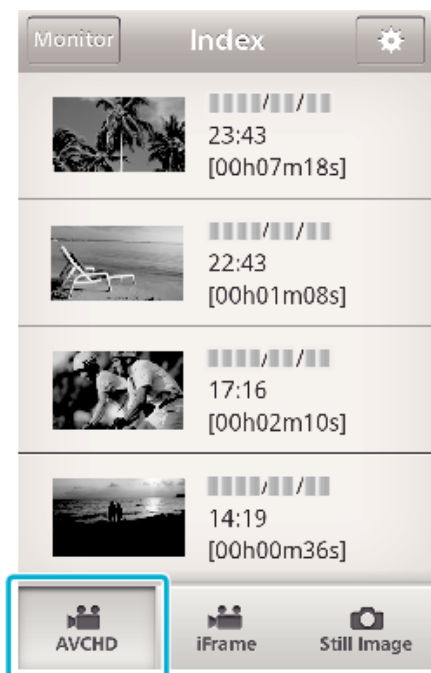 Monitor Index
23:43
[00h07m18s]
22:43
[00h01m08s]
17:16
[00h02m10s]
14:19
[00h00m36s]
AVCHD iFrame Still Image